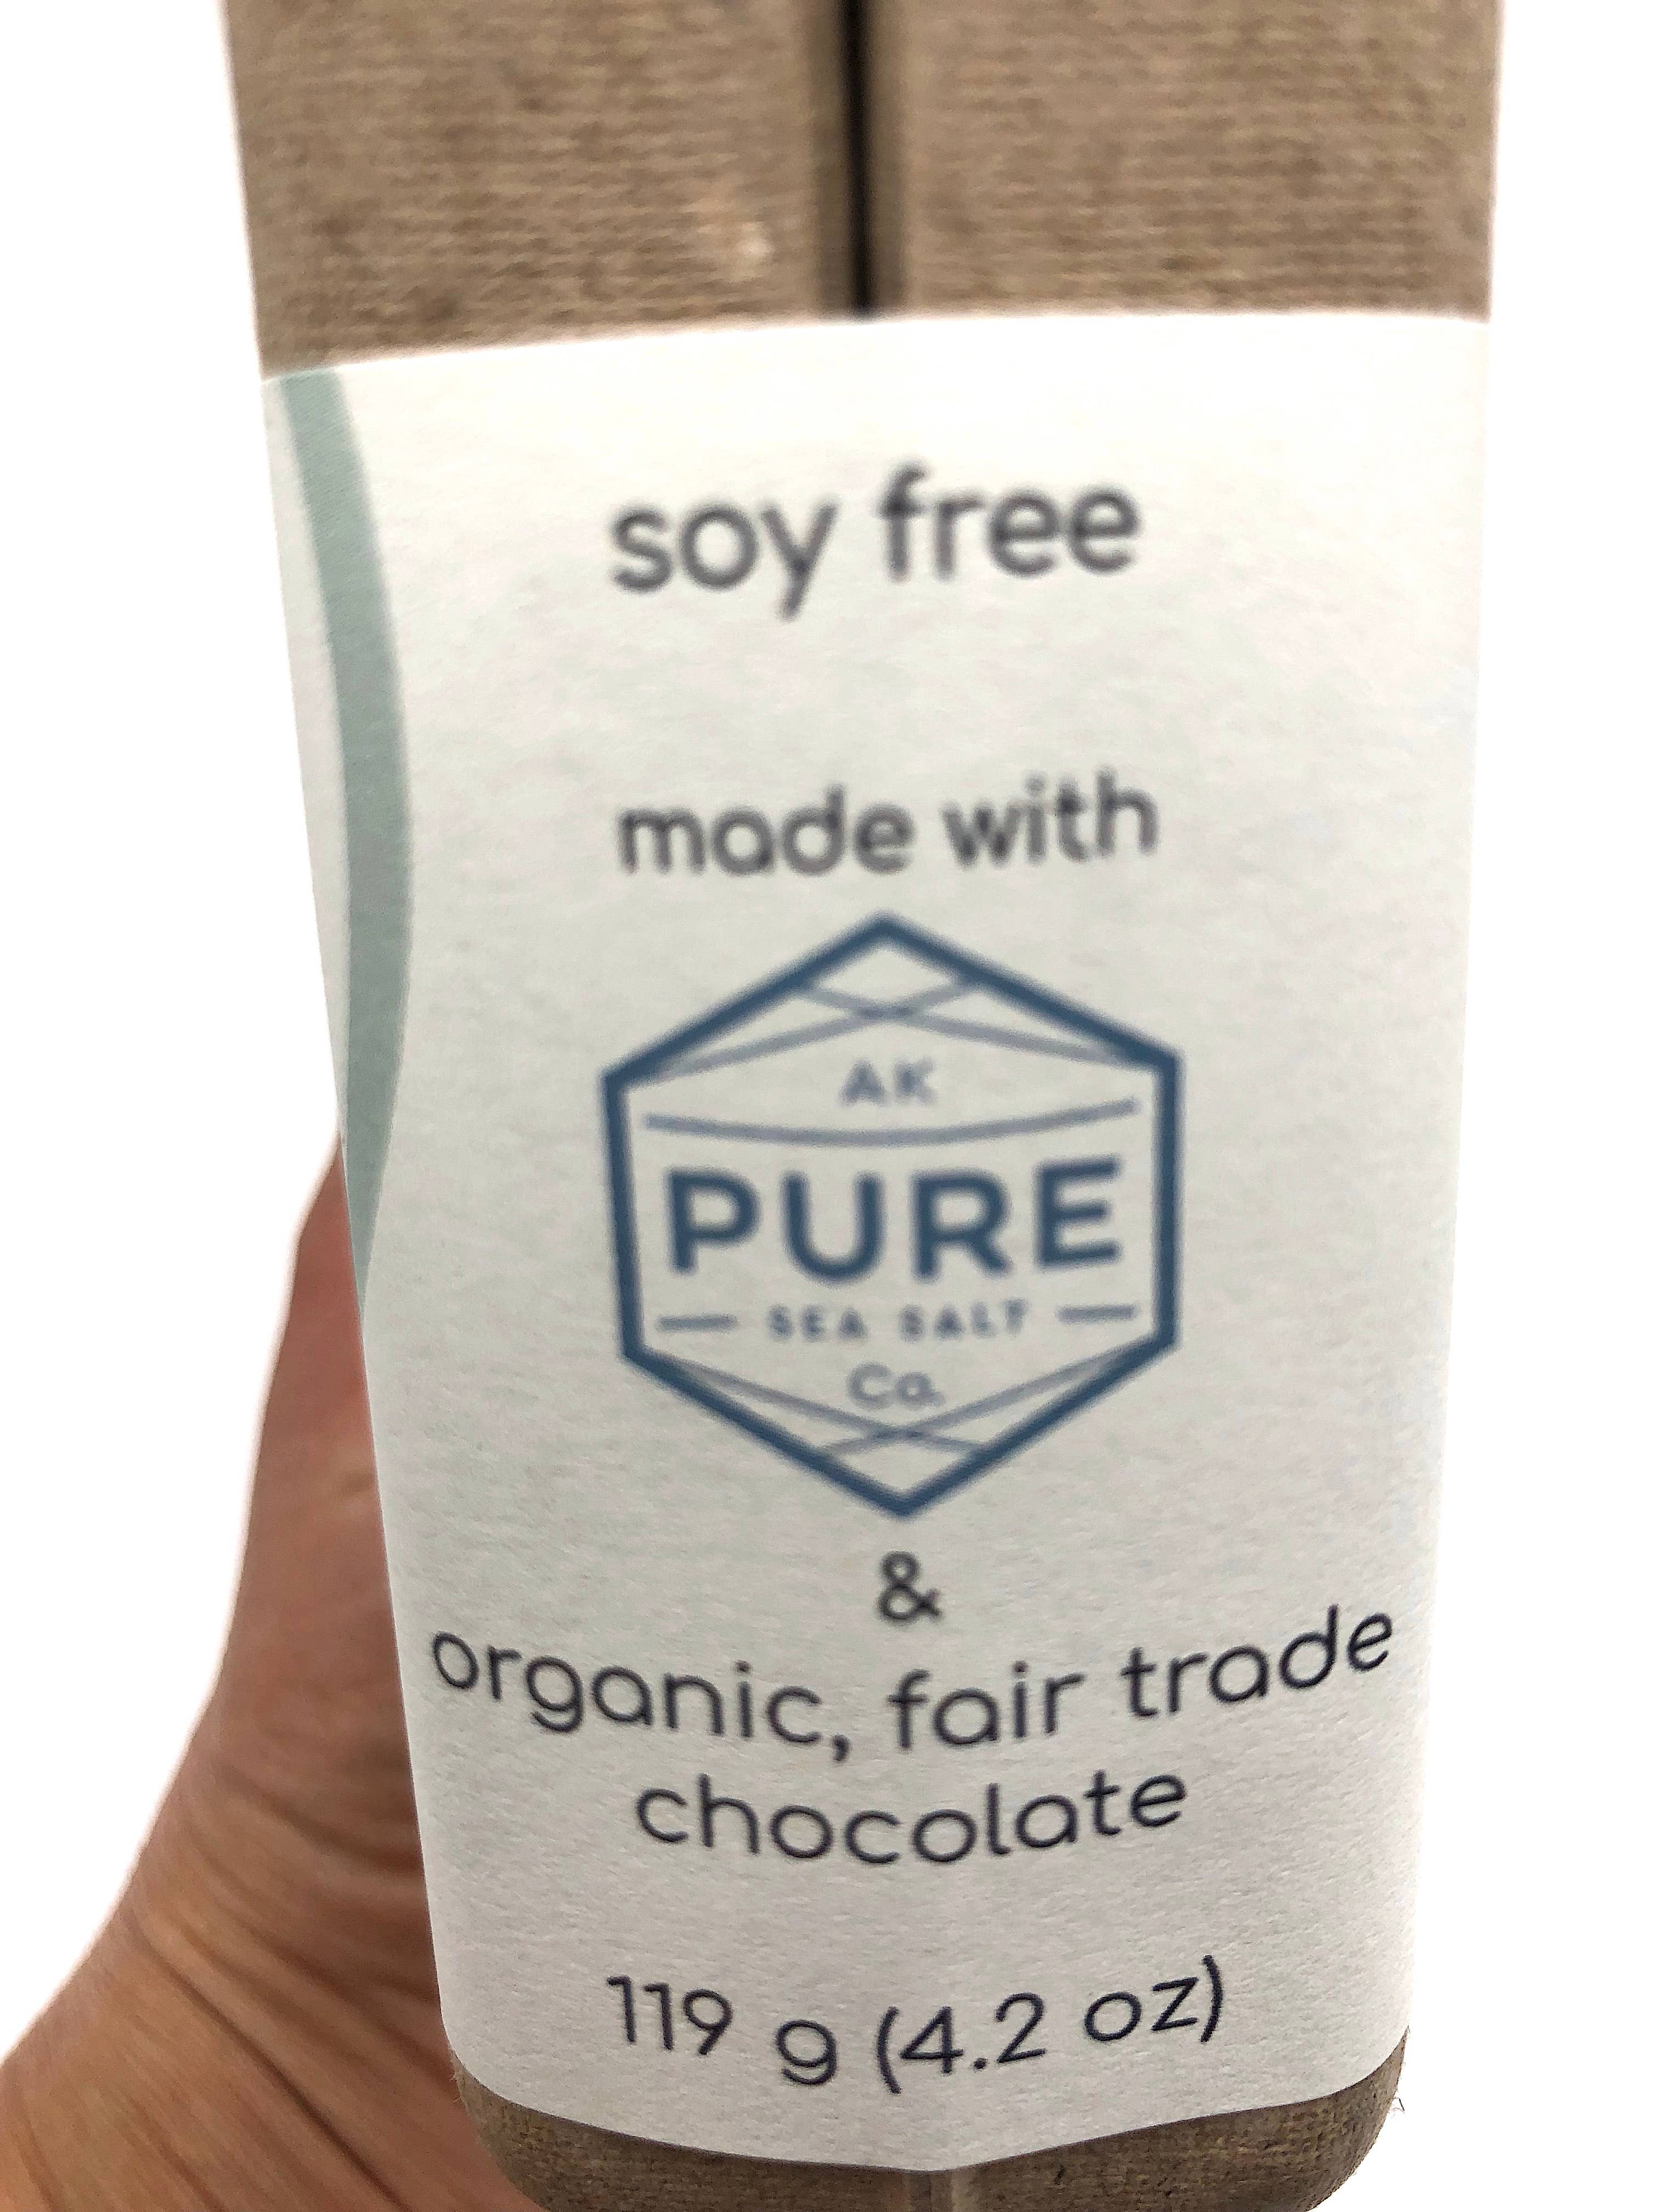 soy free
made with
AK
PURE
SEA SALT
Co.
&
organic, fair trade
chocolate
119 g (4.2 oz)